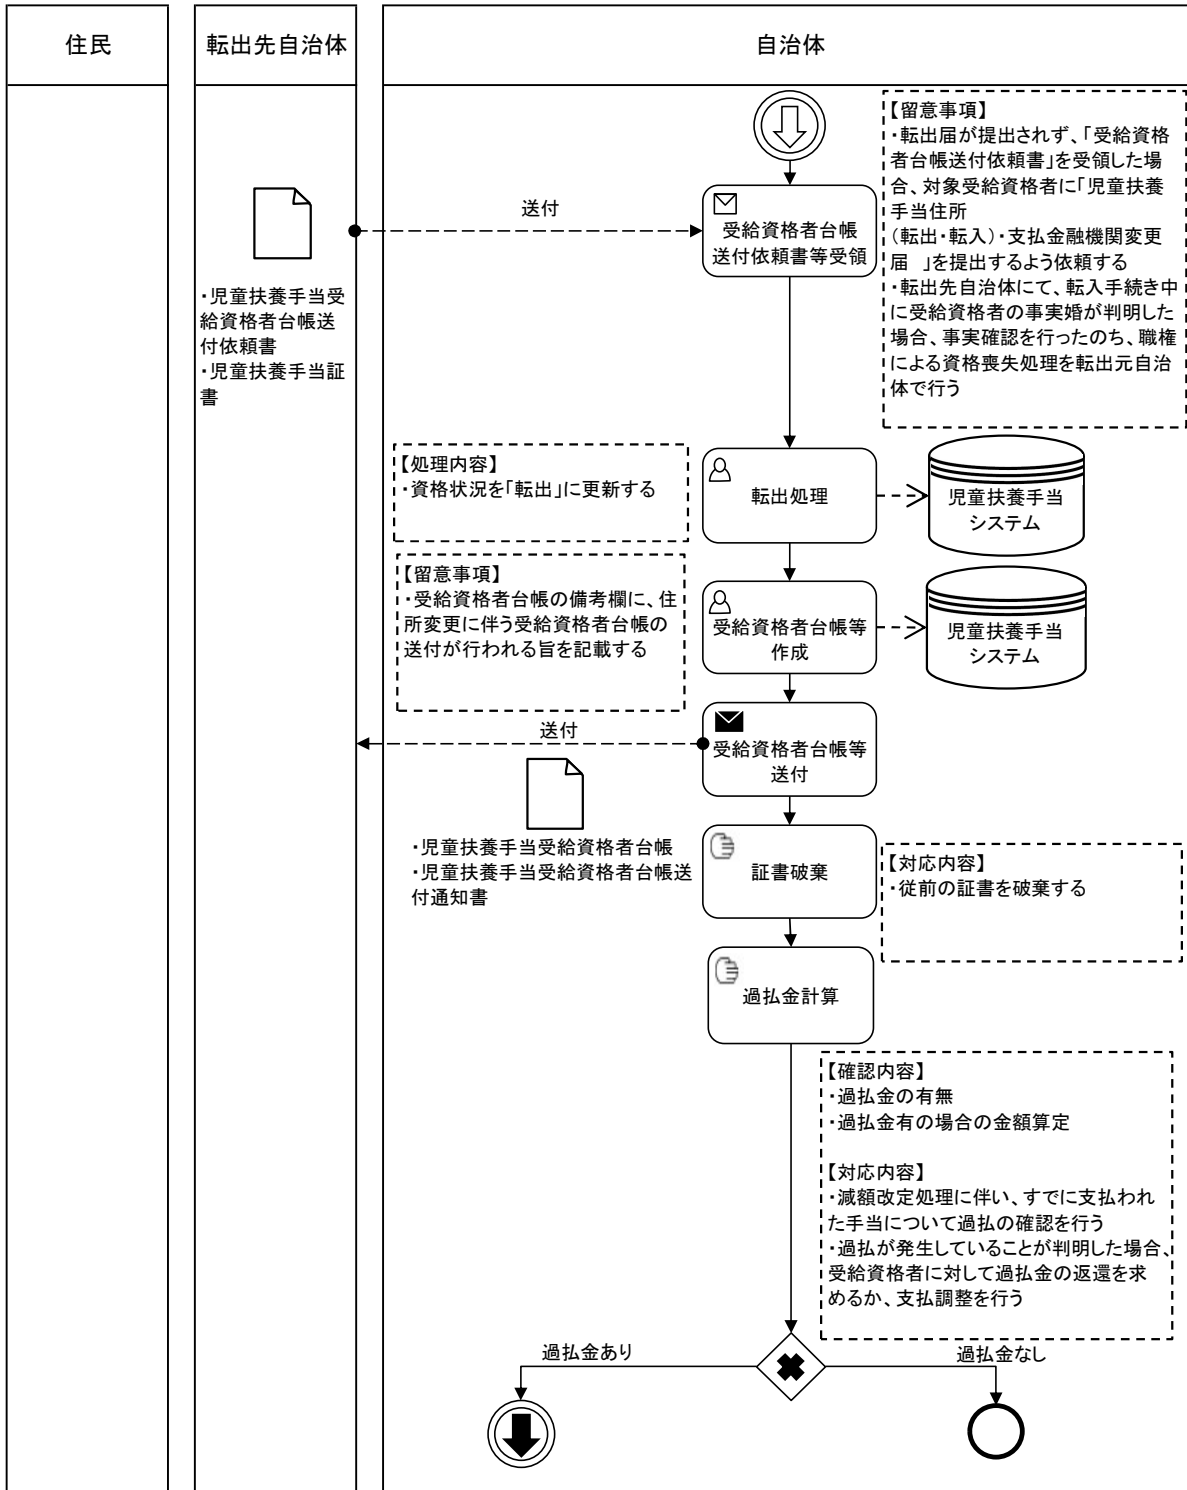 住民
転出先自治体
自治体
【留意事項】
・転出届が提出されず、「受給資格
者台帳送付依頼書」を受領した場
合、対象受給資格者に「児童扶養
手当住所
(転出・転入)・支払金融機関変更
届　」を提出するよう依頼する
・転出先自治体にて、転入手続き中
に受給資格者の事実婚が判明した
場合、事実確認を行ったのち、職権
による資格喪失処理を転出元自治
体で行う
送付
受給資格者台帳
送付依頼書等受領
・児童扶養手当受
給資格者台帳送
付依頼書
・児童扶養手当証
書
【処理内容】
・資格状況を「転出」に更新する
転出処理
児童扶養手当
システム
【留意事項】
・受給資格者台帳の備考欄に、住
所変更に伴う受給資格者台帳の
送付が行われる旨を記載する
受給資格者台帳等
作成
児童扶養手当
システム
送付
受給資格者台帳等
送付
・児童扶養手当受給資格者台帳
・児童扶養手当受給資格者台帳送
付通知書
証書破棄
【対応内容】
・従前の証書を破棄する
過払金計算
【確認内容】
・過払金の有無
・過払金有の場合の金額算定
【対応内容】
・減額改定処理に伴い、すでに支払われ
た手当について過払の確認を行う
・過払が発生していることが判明した場合、
受給資格者に対して過払金の返還を求
めるか、支払調整を行う
過払金あり
過払金なし